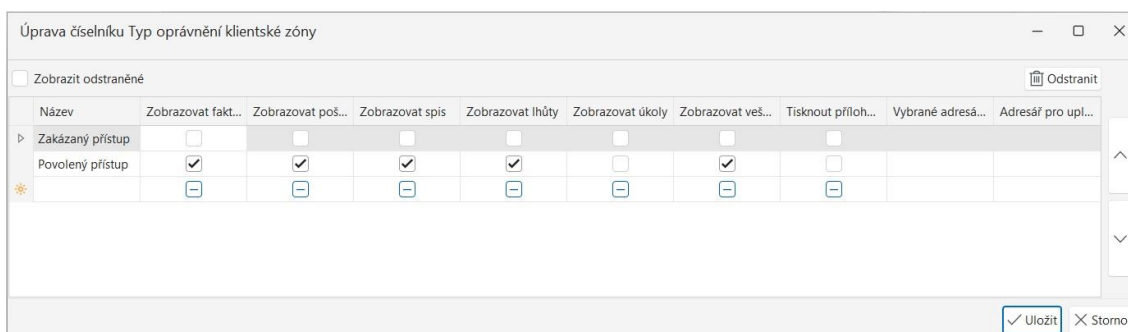 Úprava číselníku Typ oprávnění klientské zóny
Zobrazit odstraněné
Odstranit
Název Zobrazovat fakt... Zobrazovat poš... Zobrazovat spis Zobrazovat lhůty Zobrazovat úkoly Zobrazovat veš... Tisknout příloh... Vybrané adresá... Adresář pro upl...
Zakázaný přístup
Povolený přístup
Uložit Storno